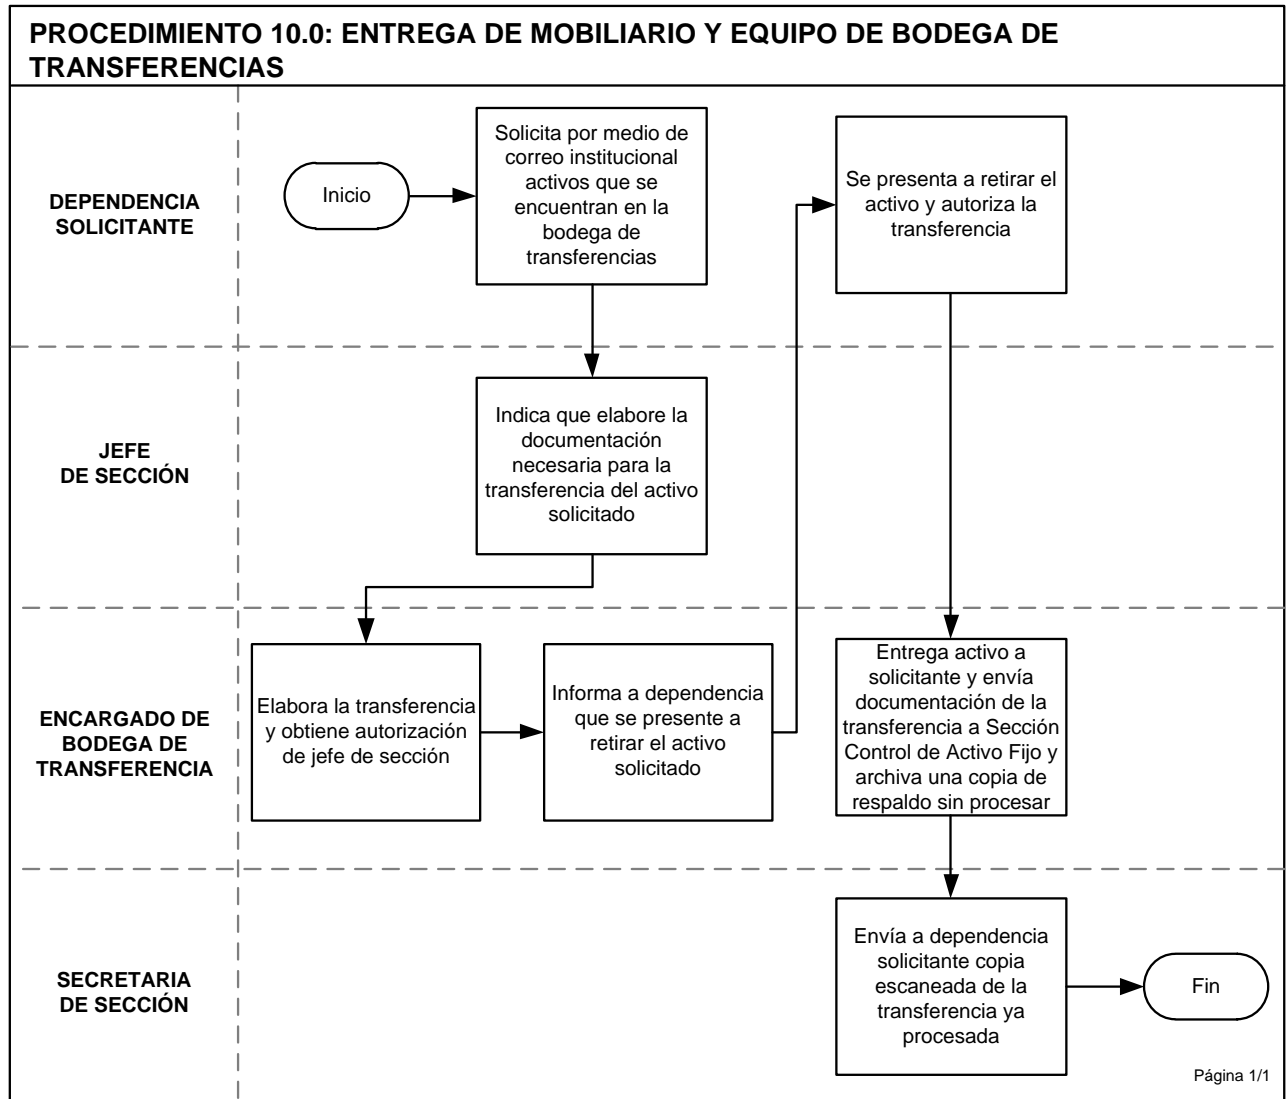 PROCEDIMIENTO 10.0: ENTREGA DE MOBILIARIO Y EQUIPO DE BODEGA DE
TRANSFERENCIAS
DEPENDENCIA
SOLICITANTE
Inicio
Solicita por medio de
correo institucional
activos que se
encuentran en la
bodega de
transferencias
Se presenta a retirar el
activo y autoriza la
transferencia
JEFE
DE SECCIÓN
Indica que elabore la
documentación
necesaria para la
transferencia del activo
solicitado
ENCARGADO DE
BODEGA DE
TRANSFERENCIA
Elabora la transferencia
y obtiene autorización
de jefe de sección
Informa a dependencia
que se presente a
retirar el activo
solicitado
Entrega activo a
solicitante y envía
documentación de la
transferencia a Sección
Control de Activo Fijo y
archiva una copia de
respaldo sin procesar
SECRETARIA
DE SECCIÓN
Envía a dependencia
solicitante copia
escaneada de la
transferencia ya
procesada
Fin
Página 1/1